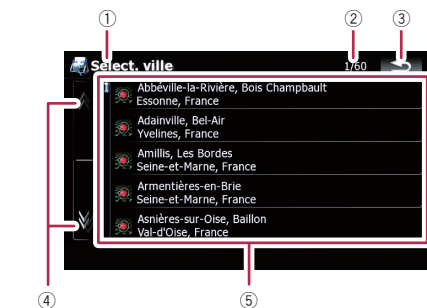 ① ② ③
Sélect. ville 1/60
Abbéville-la-Rivière, Bois Champbault
Essonne, France
Adainville, Bel-Air
Yvelines, France
Amillis, Les Bordes
Seine-et-Marne, France
Armentières-en-Brie
Seine-et-Marne, France
Asnières-sur-Oise, Baillon
Val-d'Oise, France
④ ⑤